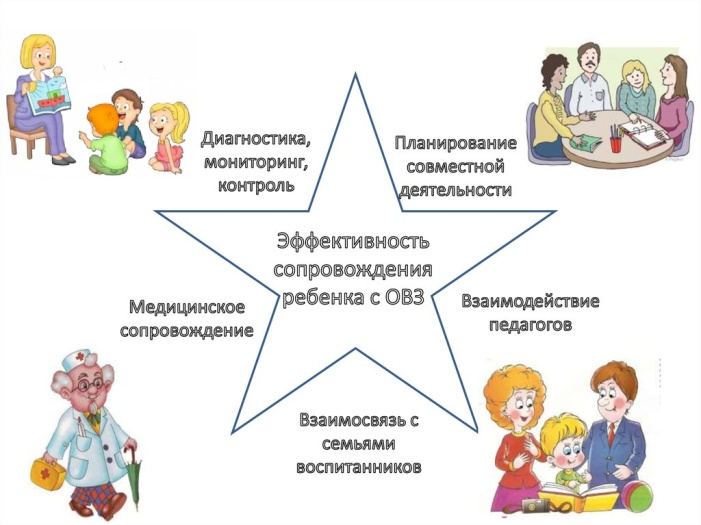 Диагностика,
мониторинг,
контроль
Планирование
совместной
деятельности
Эффективность
сопровождения
ребенка с ОВЗ
Медицинское
сопровождение
Взаимодействие
педагогов
Взаимосвязь с
семьями
воспитанников